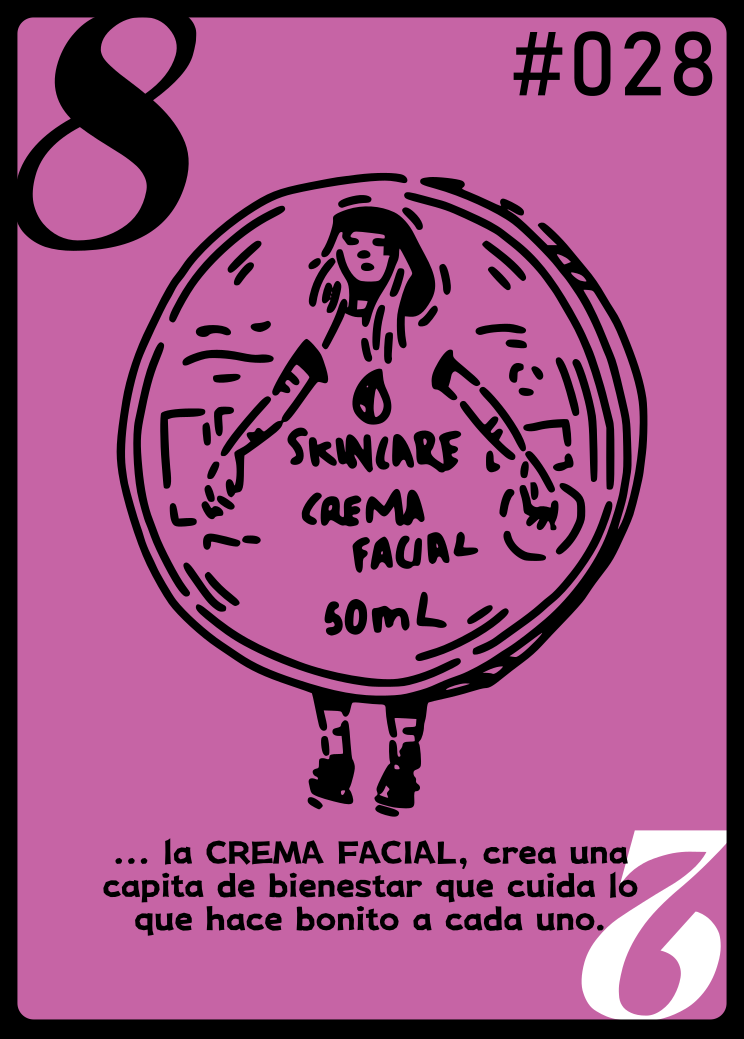 8
#028
SKINCARE
CREMA
FACIAL
50mL
... la CREMA FACIAL, crea una
capita de bienestar que cuida lo
que hace bonito a cada uno.
2